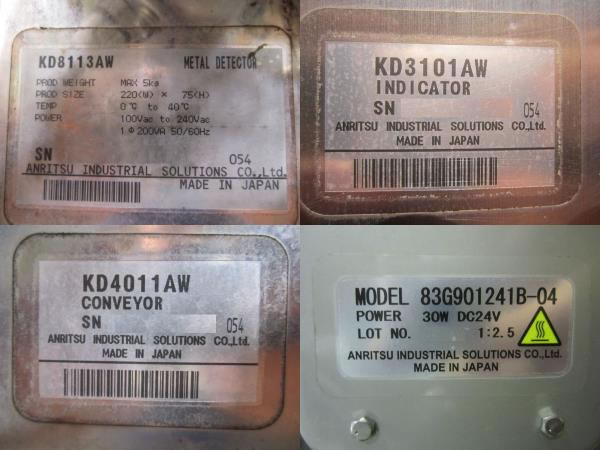 KD8113AW METAL DETECTOR
PROD WEIGHT MAX 5kg
PROD SIZE 220(W) × 75(H)
TEMP 0℃ to 40℃
POWER 100Vac to 240Vac
1Φ200VA 50/60Hz
SN 054
ANRITSU INDUSTRIAL SOLUTIONS CO.,Ltd.
MADE IN JAPAN
KD3101AW
INDICATOR
SN 054
ANRITSU INDUSTRIAL SOLUTIONS CO.,Ltd.
MADE IN JAPAN
KD4011AW
CONVEYOR
SN 054
ANRITSU INDUSTRIAL SOLUTIONS CO.,Ltd.
MADE IN JAPAN
MODEL 83G901241B-04
POWER 30W DC24V
LOT NO. 1:2.5
ANRITSU INDUSTRIAL SOLUTIONS CO.,Ltd.
MADE IN JAPAN